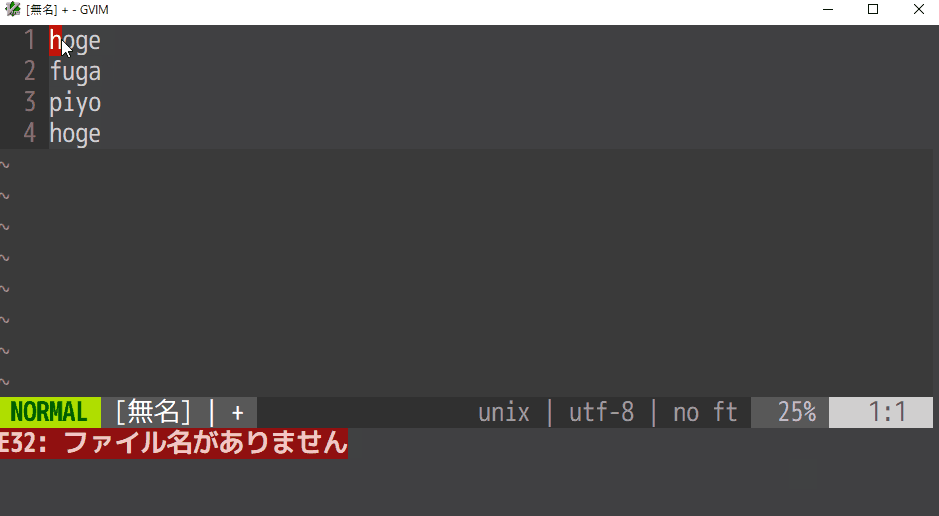 [無名] + - GVIM
1 hoge
2 fuga
3 piyo
4 hoge
~
~
~
~
~
~
~
~
NORMAL [無名] | + unix | utf-8 | no ft 25% 1:1
E32: ファイル名がありません